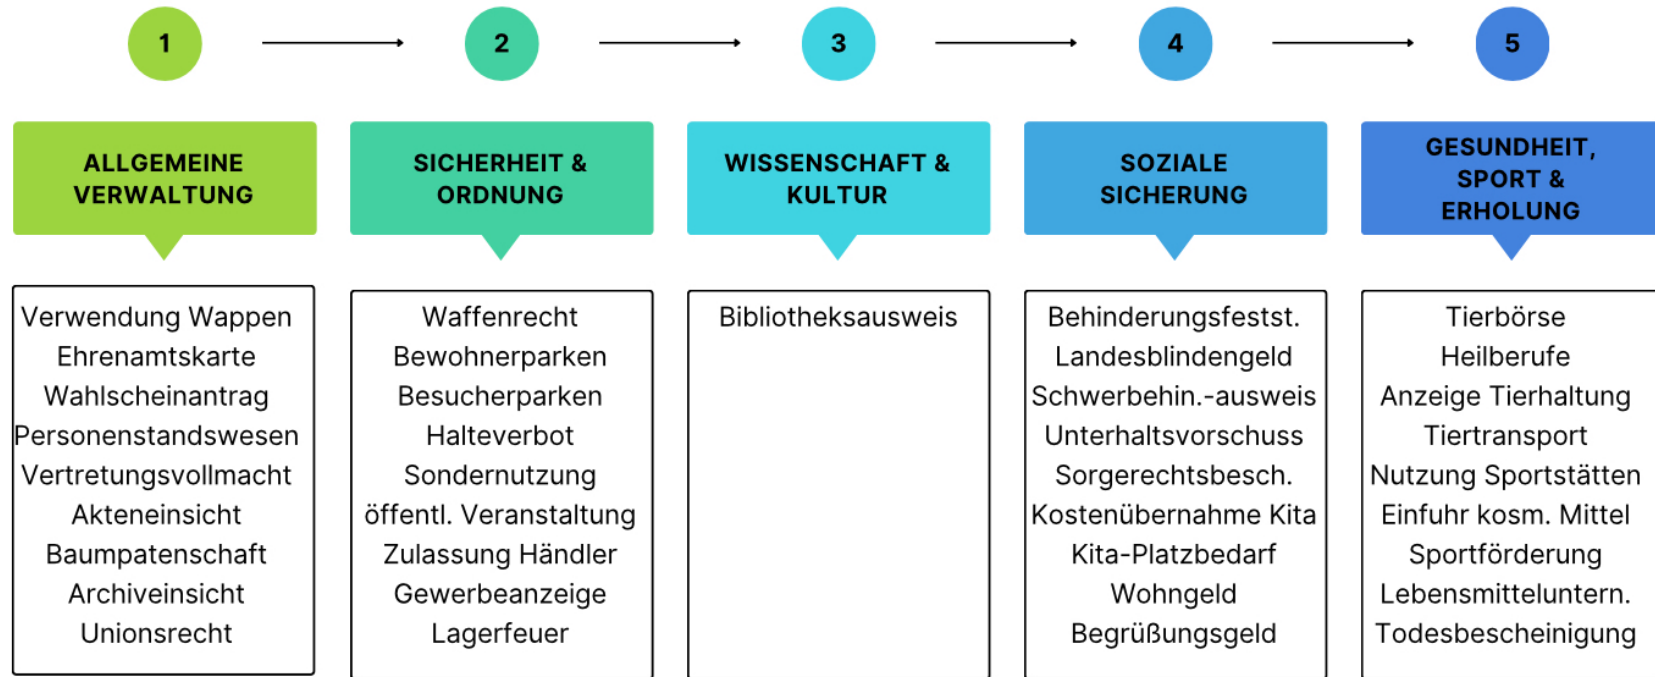 1
2
3
4
5
ALLGEMEINE
VERWALTUNG
SICHERHEIT &
ORDNUNG
WISSENSCHAFT &
KULTUR
SOZIALE
SICHERUNG
GESUNDHEIT,
SPORT &
ERHOLUNG
Verwendung Wappen
Ehrenamtskarte
Wahlscheinantrag
Personenstandswesen
Vertretungsvollmacht
Akteneinsicht
Baumpatenschaft
Archiveinsicht
Unionsrecht
Waffenrecht
Bewohnerparken
Besucherparken
Halteverbot
Sondernutzung
öffentl. Veranstaltung
Zulassung Händler
Gewerbeanzeige
Lagerfeuer
Bibliotheksausweis
Behinderungsfestst.
Landesblindengeld
Schwerbehin.-ausweis
Unterhaltsvorschuss
Sorgerechtsbesch.
Kostenübernahme Kita
Kita-Platzbedarf
Wohngeld
Begrüßungsgeld
Tierbörse
Heilberufe
Anzeige Tierhaltung
Tiertransport
Nutzung Sportstätten
Einfuhr kosm. Mittel
Sportförderung
Lebensmitteluntern.
Todesbescheinigung